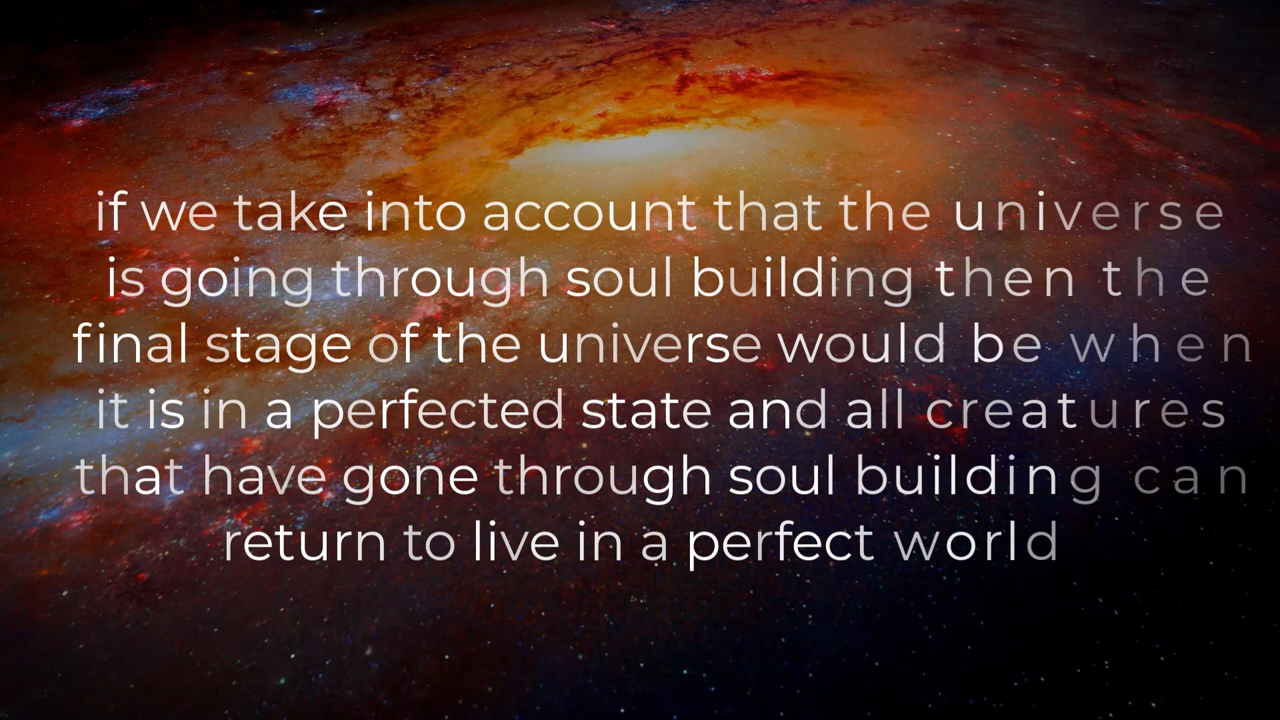 if we take into account that the universe
is going through soul building then the
final stage of the universe would be when
it is in a perfected state and all creatures
that have gone through soul building can
return to live in a perfect world